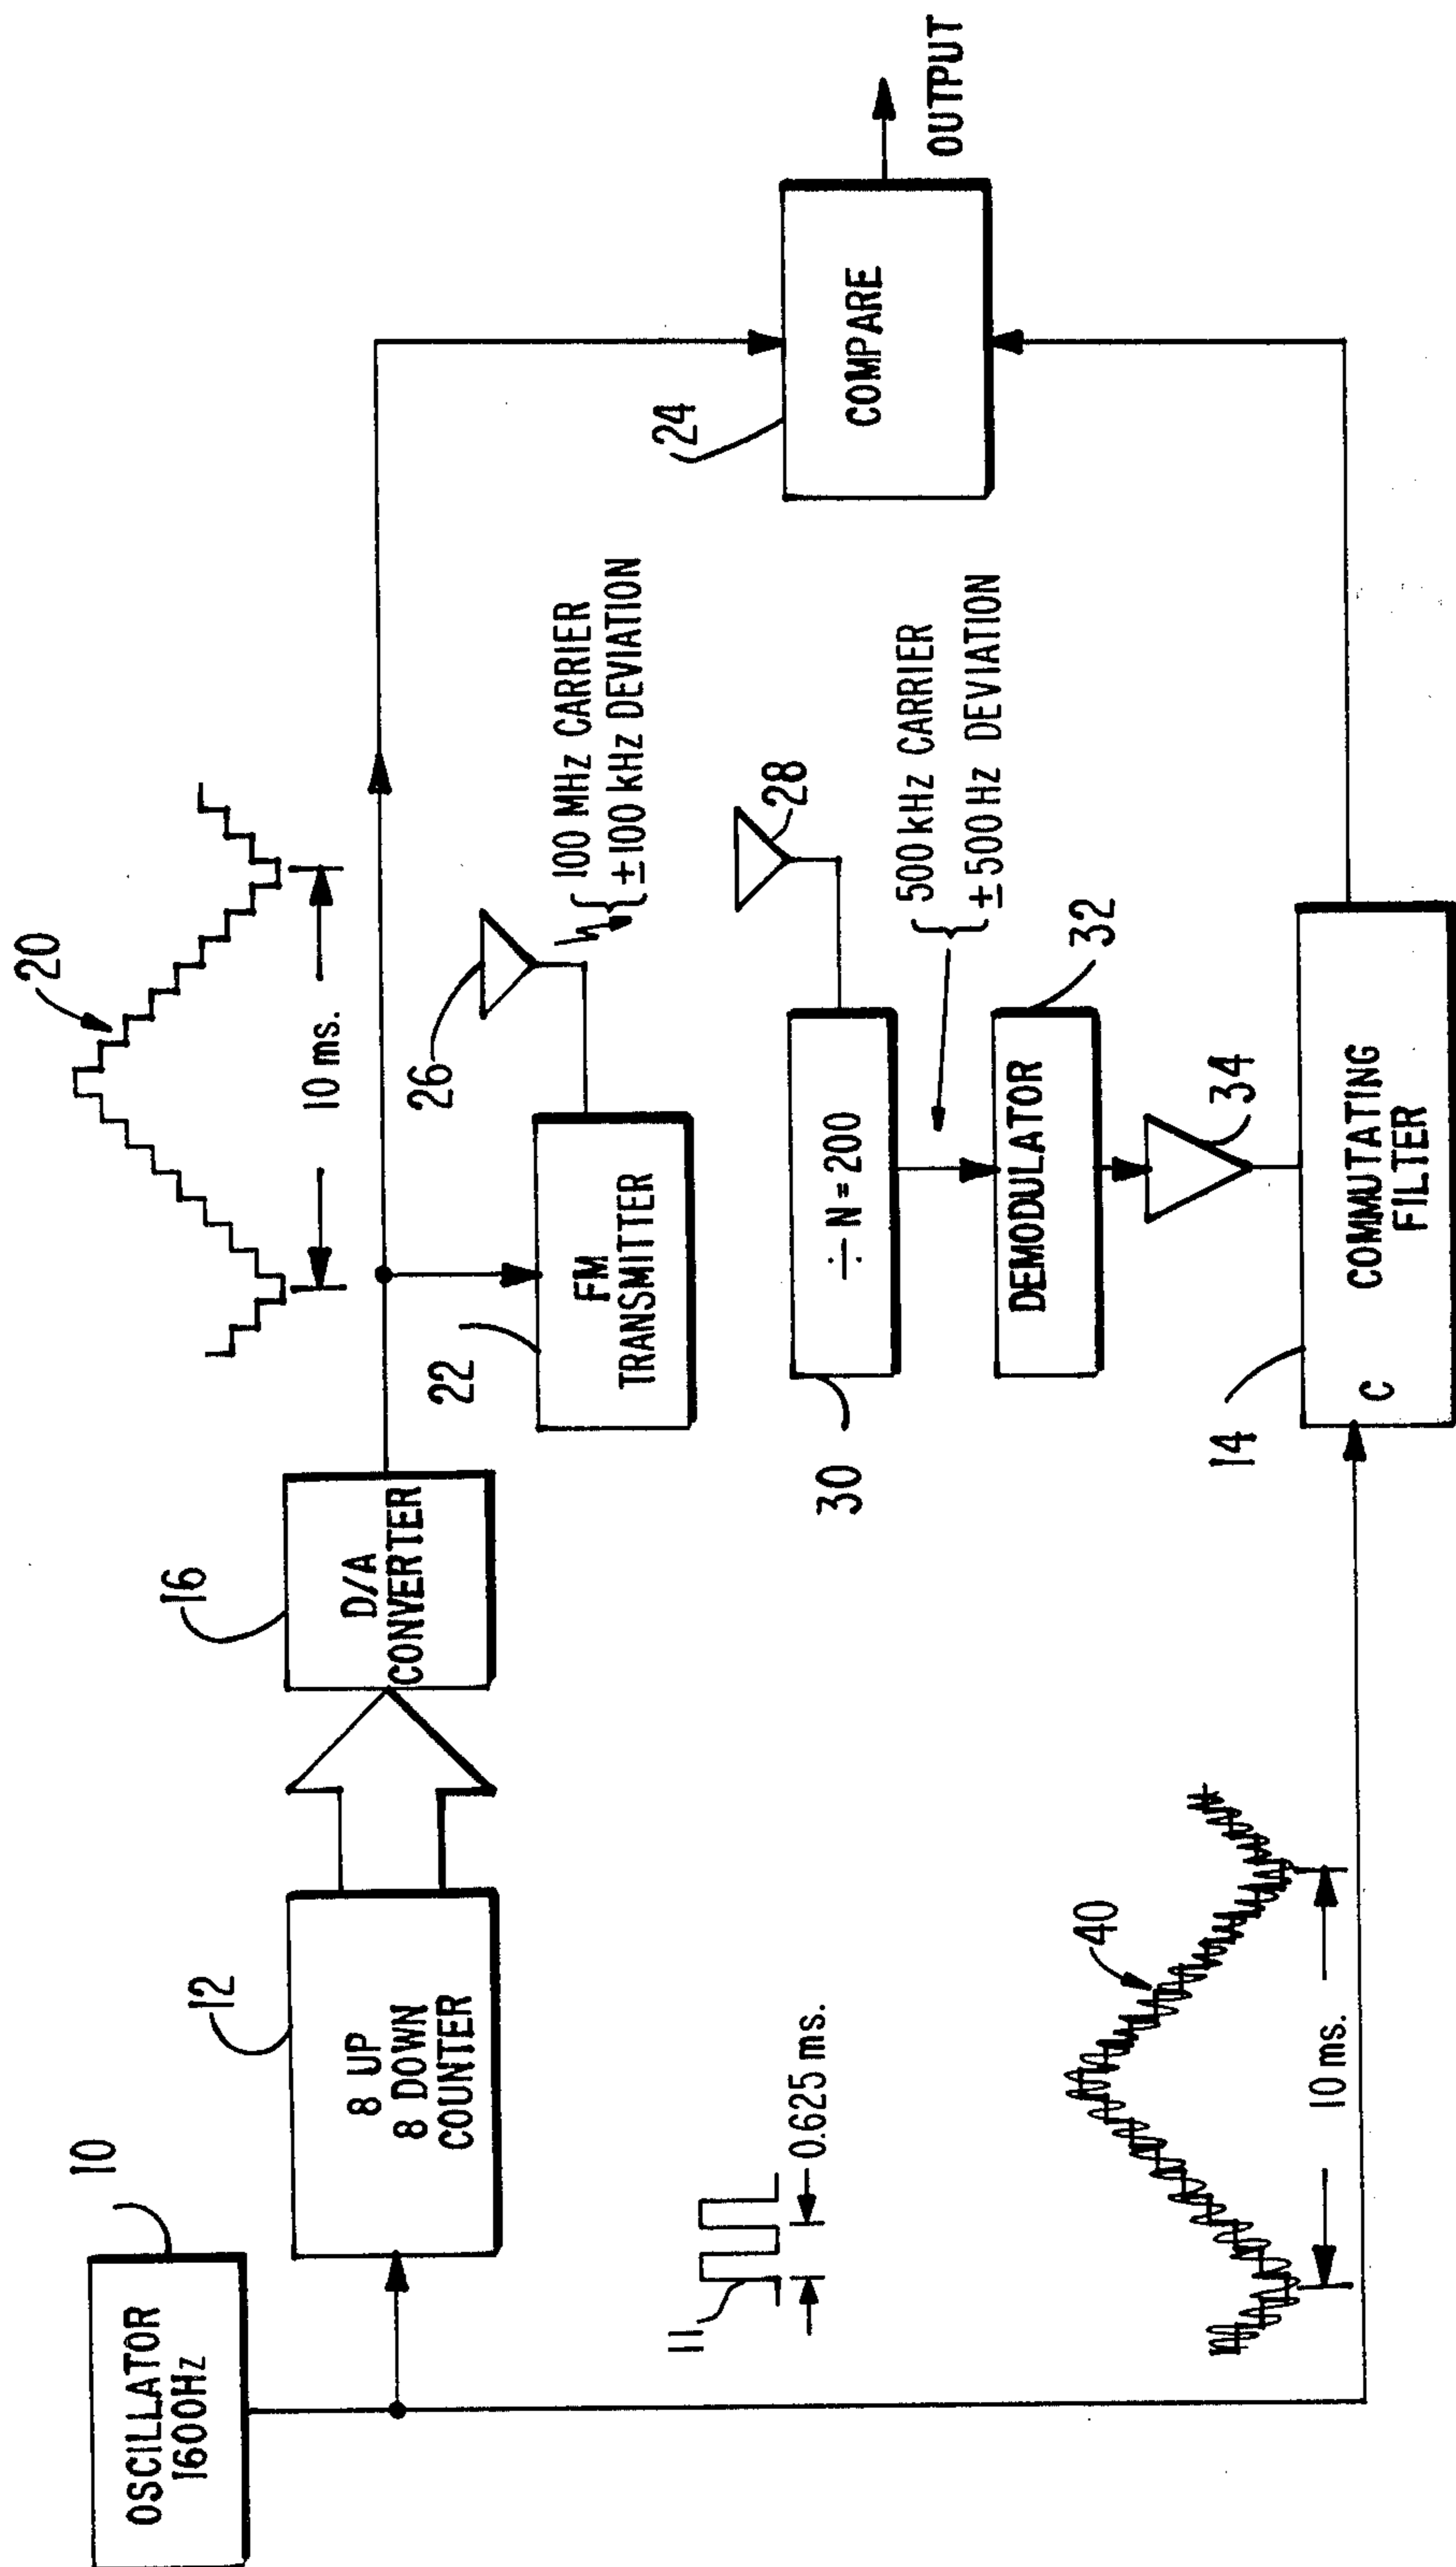 10
OSCILLATOR
1600Hz
12
8 UP
8 DOWN
COUNTER
16
D/A
CONVERTER
20
10 ms.
22
FM
TRANSMITTER
26
100 MHz CARRIER
±100 kHz DEVIATION
24
COMPARE
OUTPUT
28
30
÷ N = 200
500 kHz CARRIER
±500 Hz DEVIATION
32
DEMODULATOR
34
11
0.625 ms.
40
10 ms.
14
C
COMMUTATING
FILTER